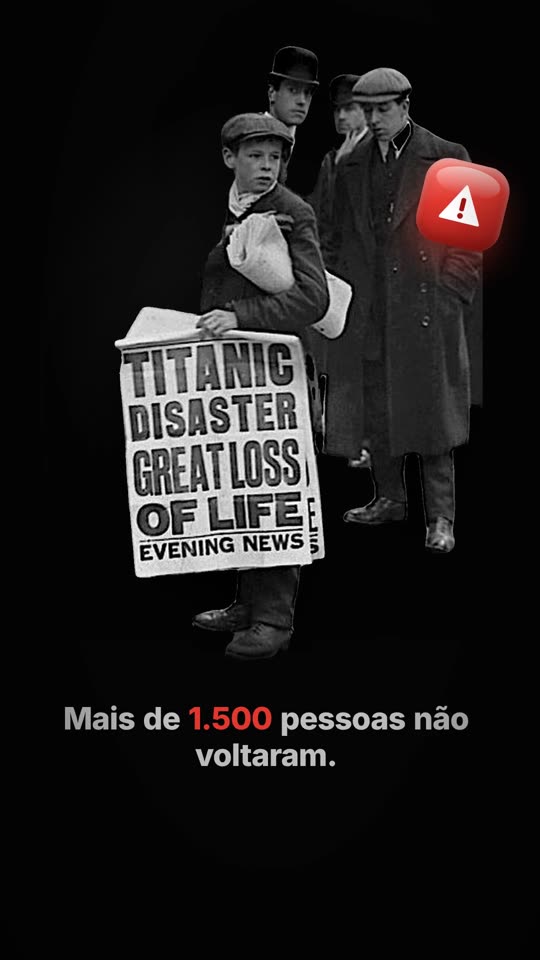 TITANIC
DISASTER
GREAT LOSS
OF LIFE
EVENING NEWS
Mais de 1.500 pessoas não
voltaram.